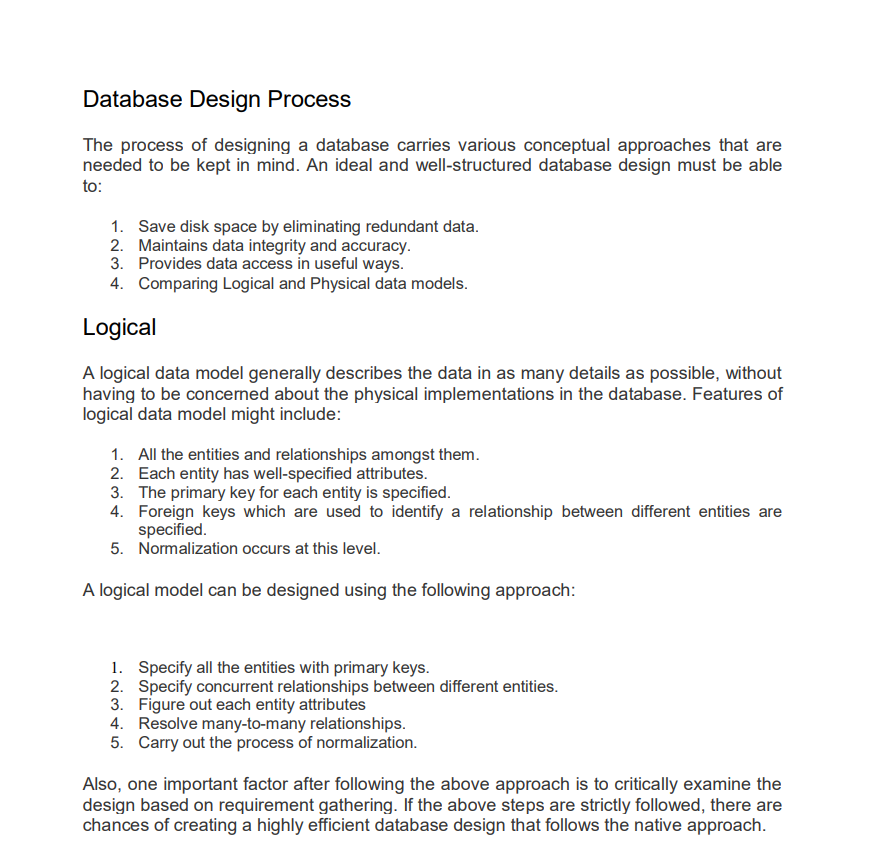 Database Design Process
The process of designing a database carries various conceptual approaches that are
needed to be kept in mind. An ideal and well-structured database design must be able
to:
1. Save disk space by eliminating redundant data.
2. Maintains data integrity and accuracy.
3. Provides data access in useful ways.
4. Comparing Logical and Physical data models.
Logical
A logical data model generally describes the data in as many details as possible, without
having to be concerned about the physical implementations in the database. Features of
logical data model might include:
1. All the entities and relationships amongst them.
2. Each entity has well-specified attributes.
3. The primary key for each entity is specified.
4. Foreign keys which are used to identify a relationship between different entities are
specified.
5. Normalization occurs at this level.
A logical model can be designed using the following approach:
1. Specify all the entities with primary keys.
2. Specify concurrent relationships between different entities.
3. Figure out each entity attributes
4. Resolve many-to-many relationships.
5. Carry out the process of normalization.
Also, one important factor after following the above approach is to critically examine the
design based on requirement gathering. If the above steps are strictly followed, there are
chances of creating a highly efficient database design that follows the native approach.